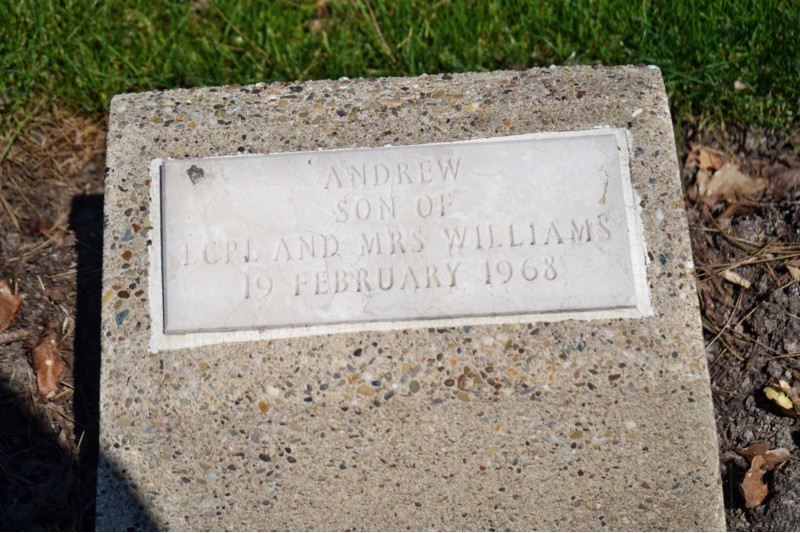 ANDREW
SON OF
LCPL AND MRS WILLIAMS
19 FEBRUARY 1968